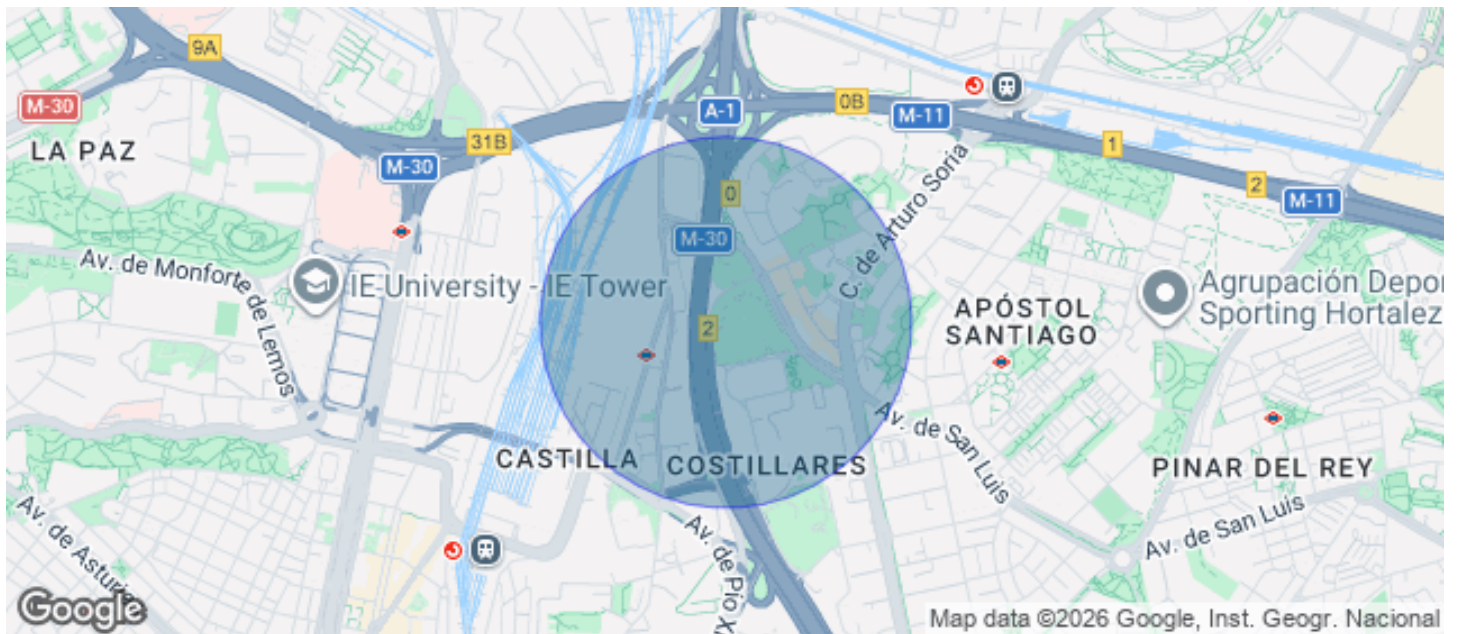 9A
M-30
LA PAZ
31B
M-30
A-1
0B
M-11
1
2
M-11
0
M-30
C. de Arturo Soria
Av. de Monforte de Lemos
IE University - IE Tower
2
APÓSTOL
SANTIAGO
Agrupación Depor
Sporting Hortalez
CASTILLA
COSTILLARES
Av. de San Luis
PINAR DEL REY
Av. de San Luis
Av. de Asturia
Av. de Pío X
Google
Map data ©2026 Google, Inst. Geogr. Nacional